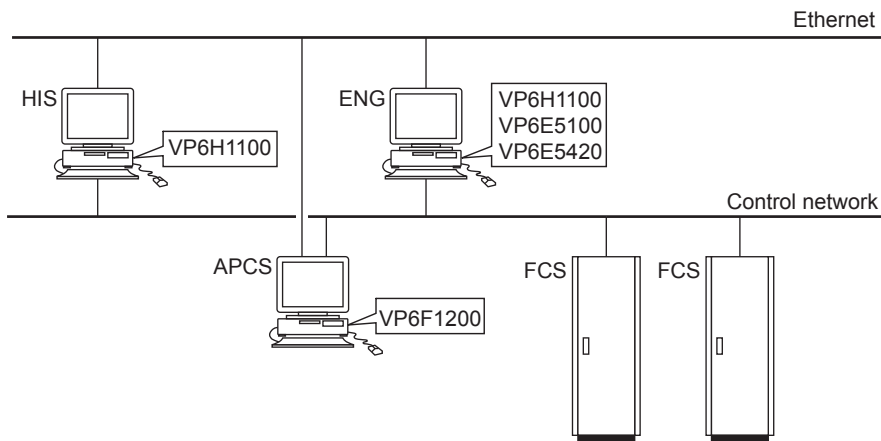 Ethernet
HIS
VP6H1100
ENG
VP6H1100
VP6E5100
VP6E5420
Control network
APCS
VP6F1200
FCS
FCS